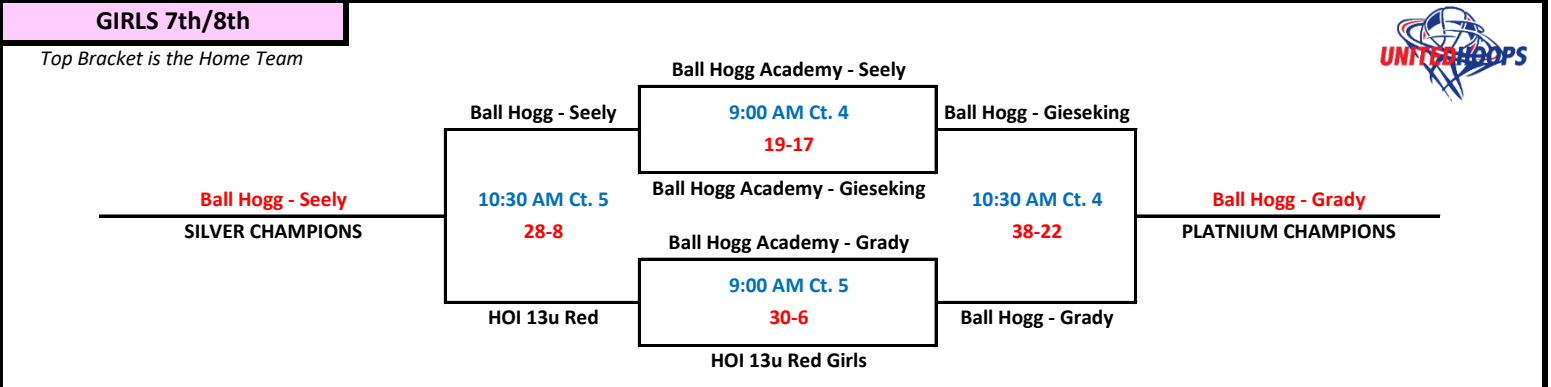 GIRLS 7th/8th
Top Bracket is the Home Team
UNITEDHOOPS
Ball Hogg Academy - Seely
Ball Hogg - Seely
9:00 AM Ct. 4
Ball Hogg - Gieseking
19-17
Ball Hogg Academy - Gieseking
Ball Hogg - Seely
10:30 AM Ct. 5
10:30 AM Ct. 4
Ball Hogg - Grady
SILVER CHAMPIONS
28-8
Ball Hogg Academy - Grady
38-22
PLATNIUM CHAMPIONS
9:00 AM Ct. 5
HOI 13u Red
30-6
Ball Hogg - Grady
HOI 13u Red Girls